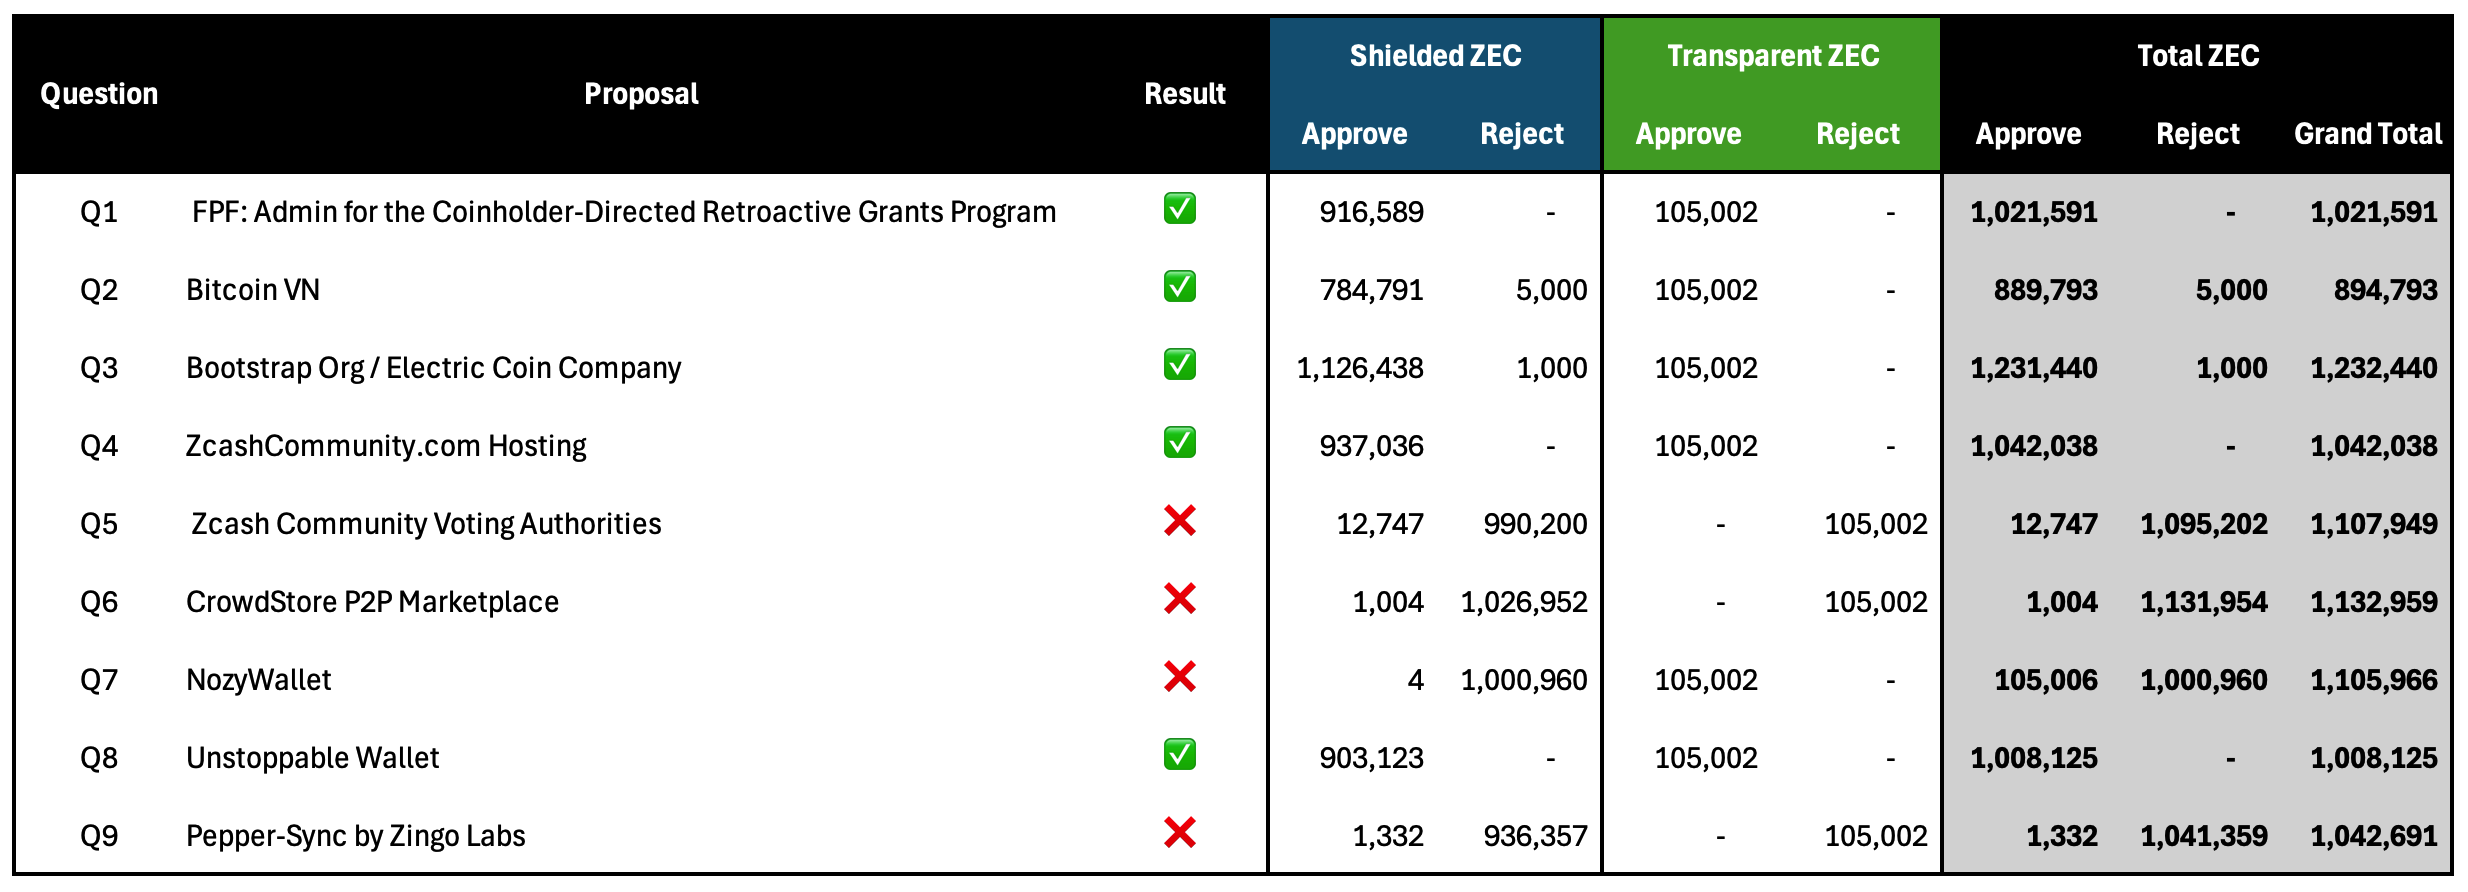 Shielded ZEC Transparent ZEC Total ZEC
Question Proposal Result
Approve Reject Approve Reject Approve Reject Grand Total
Q1 FPF: Admin for the Coinholder-Directed Retroactive Grants Program ✅ 916,589 - 105,002 - 1,021,591 - 1,021,591
Q2 Bitcoin VN ✅ 784,791 5,000 105,002 - 889,793 5,000 894,793
Q3 Bootstrap Org / Electric Coin Company ✅ 1,126,438 1,000 105,002 - 1,231,440 1,000 1,232,440
Q4 ZcashCommunity.com Hosting ✅ 937,036 - 105,002 - 1,042,038 - 1,042,038
Q5 Zcash Community Voting Authorities ❌ 12,747 990,200 - 105,002 12,747 1,095,202 1,107,949
Q6 CrowdStore P2P Marketplace ❌ 1,004 1,026,952 - 105,002 1,004 1,131,954 1,132,959
Q7 NozyWallet ❌ 4 1,000,960 105,002 - 105,006 1,000,960 1,105,966
Q8 Unstoppable Wallet ✅ 903,123 - 105,002 - 1,008,125 - 1,008,125
Q9 Pepper-Sync by Zingo Labs ❌ 1,332 936,357 - 105,002 1,332 1,041,359 1,042,691